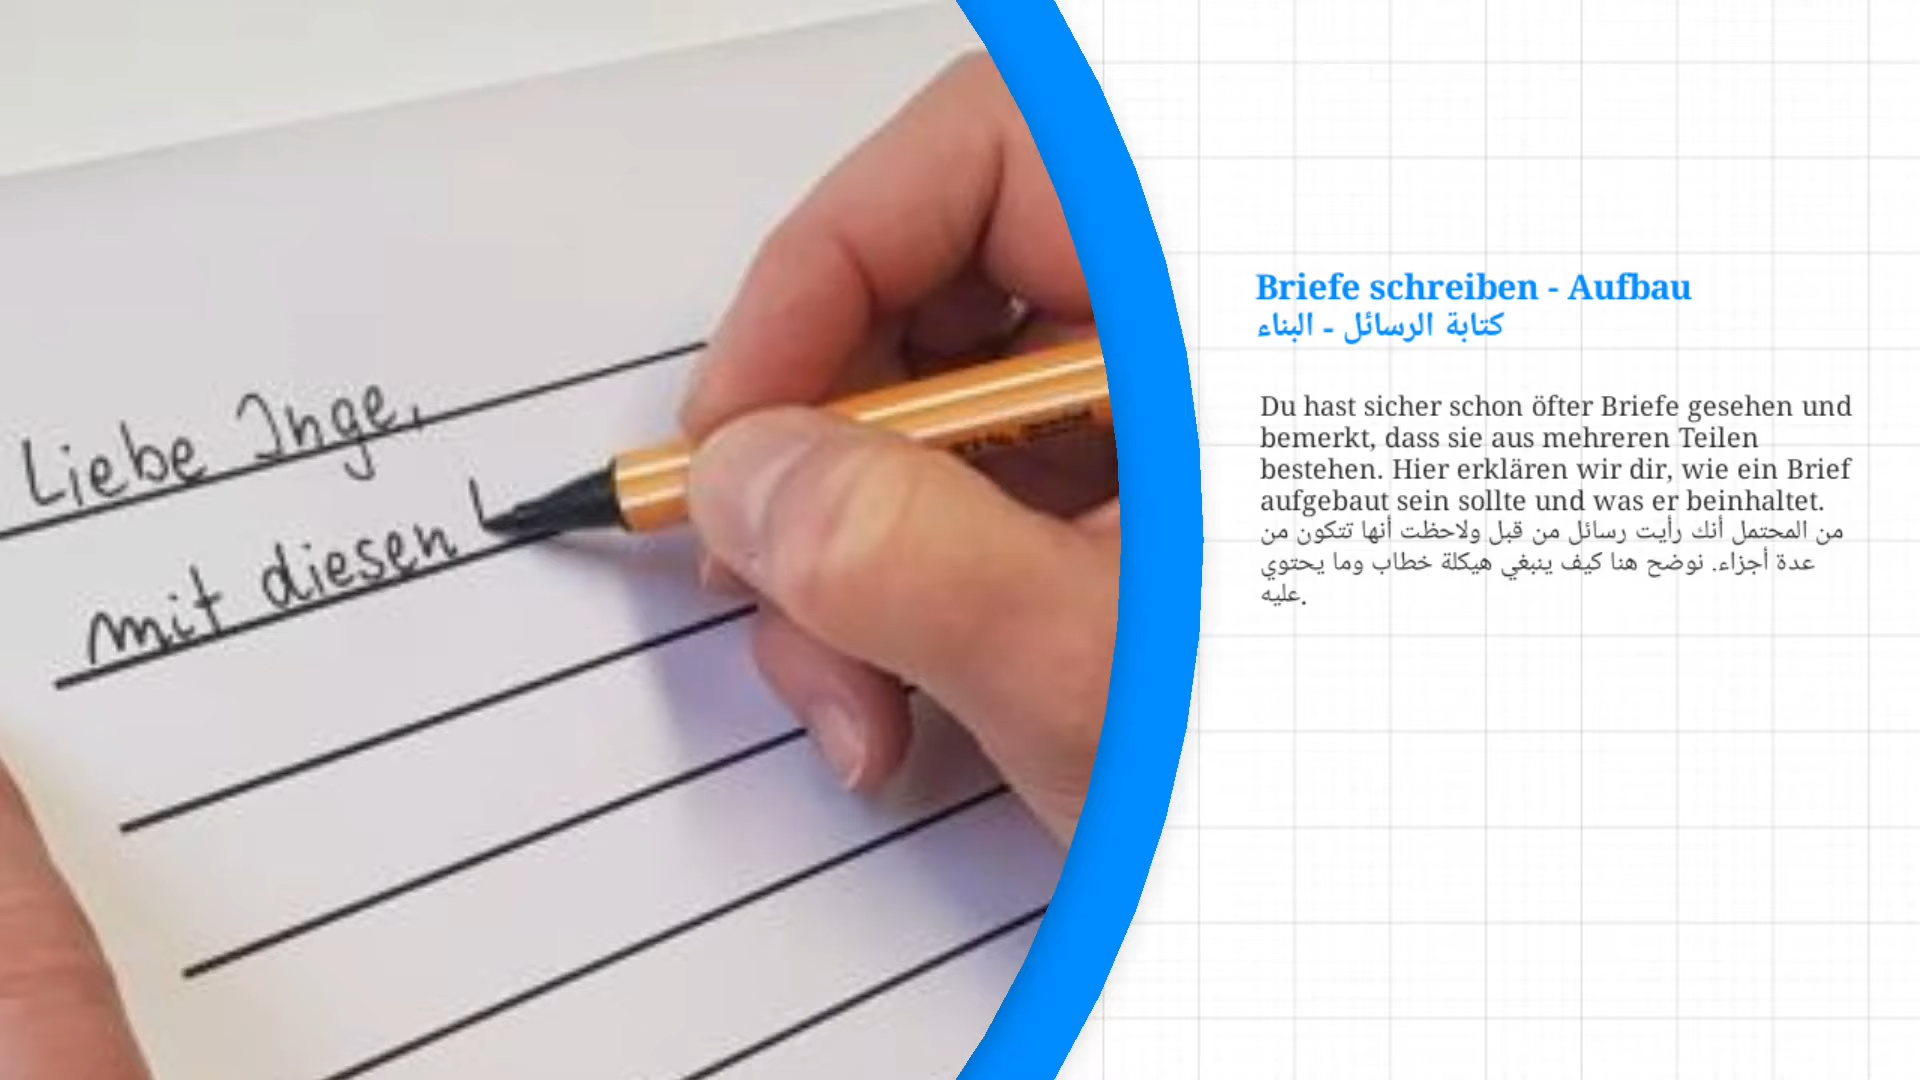 Liebe Inge,
mit diesen
Briefe schreiben - Aufbau
كتابة الرسائل - البناء
Du hast sicher schon öfter Briefe gesehen und
bemerkt, dass sie aus mehreren Teilen
bestehen. Hier erklären wir dir, wie ein Brief
aufgebaut sein sollte und was er beinhaltet.
من المحتمل أنك رأيت رسائل من قبل ولاحظت أنها تتكون من
عدة أجزاء. نوضح هنا كيف ينبغي هيكلة خطاب وما يحتوي
عليه.